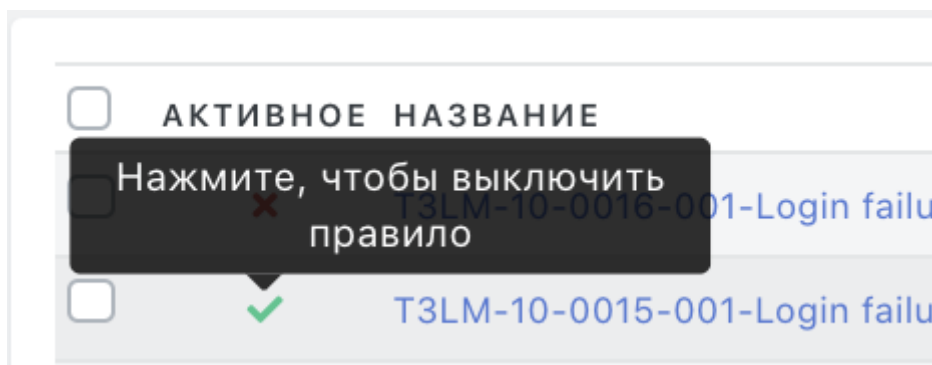 АКТИВНОЕ НАЗВАНИЕ
Нажмите, чтобы выключить
правило
T3LM-10-0016-001-Login failu
T3LM-10-0015-001-Login failu